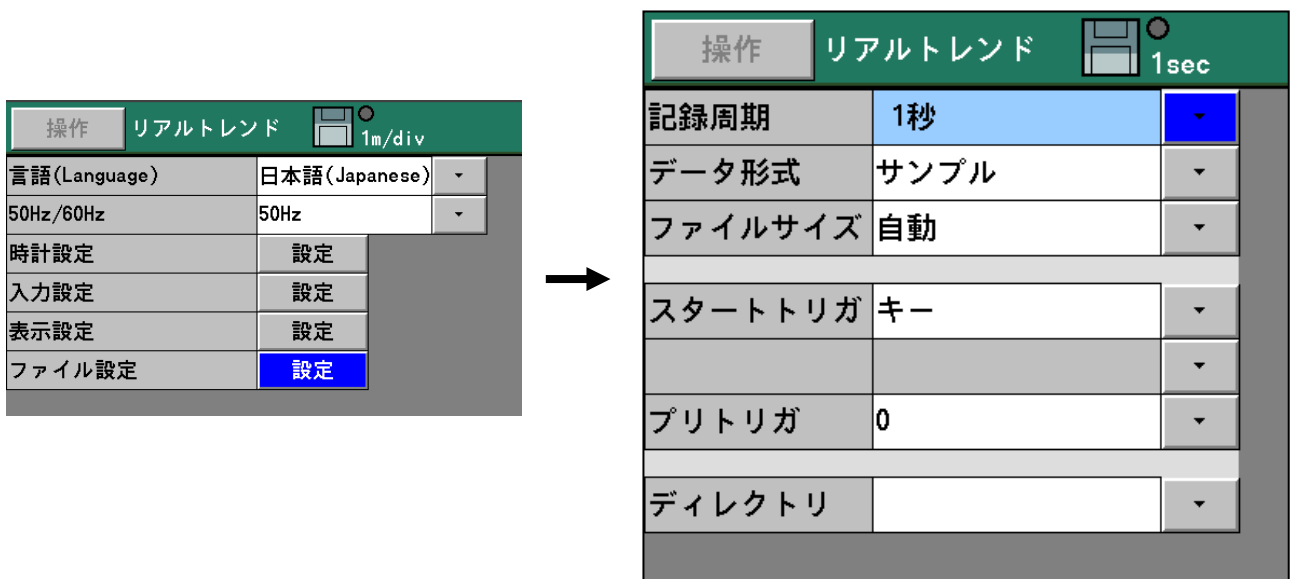 操作 リアルトレンド 1m/div
言語(Language) 日本語(Japanese)
50Hz/60Hz 50Hz
時計設定 設定
入力設定 設定
表示設定 設定
ファイル設定 設定
操作 リアルトレンド 1sec
記録周期 1秒
データ形式 サンプル
ファイルサイズ 自動
スタートトリガ キー
プリトリガ 0
ディレクトリ